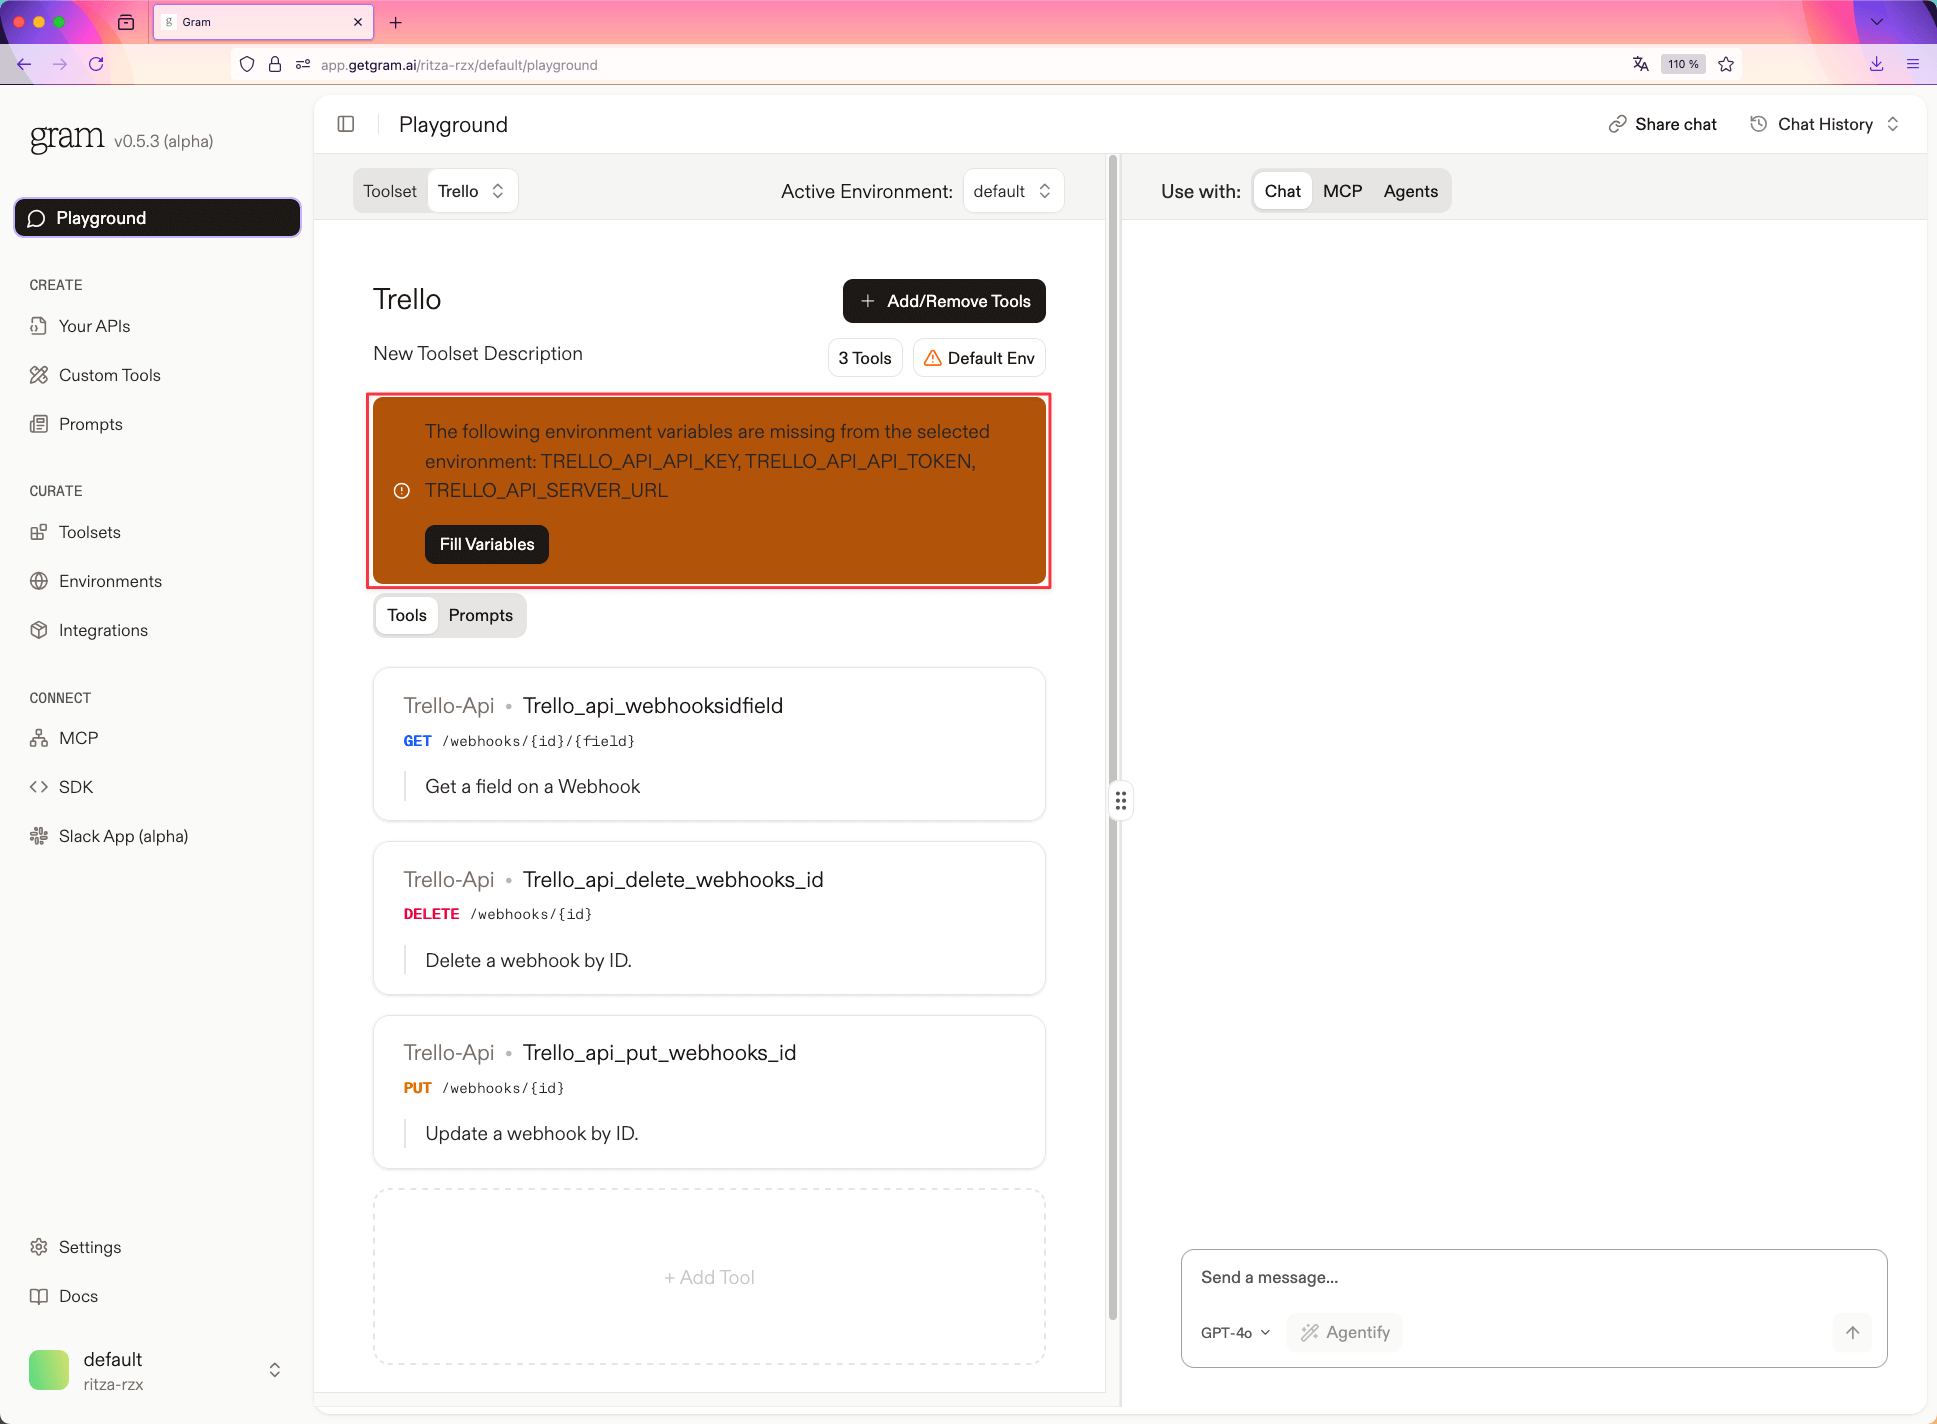 g Gram
app.getgram.ai/ritza-rzx/default/playground
110 %
gram v0.5.3 (alpha)
Playground
CREATE
Your APIs
Custom Tools
Prompts
CURATE
Toolsets
Environments
Integrations
CONNECT
MCP
SDK
Slack App (alpha)
Settings
Docs
default
ritza-rzx
Playground
Share chat
Chat History
Toolset Trello
Active Environment: default
Trello
Add/Remove Tools
New Toolset Description
3 Tools
Default Env
The following environment variables are missing from the selected
environment: TRELLO_API_API_KEY, TRELLO_API_API_TOKEN,
TRELLO_API_SERVER_URL
Fill Variables
Tools Prompts
Trello-Api • Trello_api_webhooksidfield
GET /webhooks/{id}/{field}
Get a field on a Webhook
Trello-Api • Trello_api_delete_webhooks_id
DELETE /webhooks/{id}
Delete a webhook by ID.
Trello-Api • Trello_api_put_webhooks_id
PUT /webhooks/{id}
Update a webhook by ID.
+ Add Tool
Use with: Chat MCP Agents
Send a message...
GPT-4o
Agentify